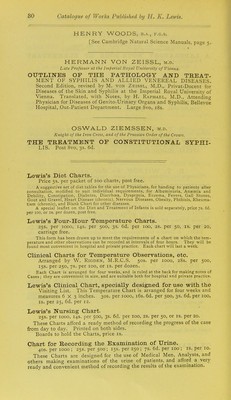 30 Catalogue of Works Published by H. K. Lewis.
HENRY WOODS, B.A., F.G.S.
[See Cambridge Natural Science Manuals, page 5.
HERMANN VON ZEISSL, M.D.
Late Professor at the Imperial Royal University of Vienna.
OUTLINES OF THE PATHOLOGY AND TREAT-
MENT OF SYPHILIS AND ALLIED VENEREAL DISEASES.
Second Edition, revised by M. VON ZEISSL, M.D., Privat-Docent for
Diseases of the Skin and Syphilis at the Imperial Royal University of
Vienna. Translated, with Notes, by H. RAPHAEL, M.D., Attending
Physician for Diseases of Genito-Urinary Organs and Syphilis, Bellevue
Hospital, Out-Patient Department. Large 8vo, 18s.
OSWALD ZIEMSSEN, M.D.
Knight of the Iron Cross, and of the Prussian Order of the Crown.
THE TREATMENT OF CONSTITUTIONAL SYPHI-
LIS. Post 8vo, 3s. 6d.
Lewis's Diet Charts.
Price 5s. per packet of 100 charts, post free.
A suggestive set of diet tables for the use of Physicians, for handing to patients after
consultation, modified to suit individual requirements, for Albuminuria, Anæmia and
Debility, Constipation, Diabetes, Diarrhœa, Dyspepsia, Eczema, Fevers, Gall Stones,
Gout and Gravel, Heart Disease (chronic), Nervous Diseases, Obesity, Phthisis, Rheuma-
tism (chronic), and Blank Chart for other diseases.
A special leaflet on the Diet and Management of Infants is sold separately, price 7s. 6d.
per 100, or 1s. per dozen, post free.
Lewis's Four-Hour Temperature Charts.
25s. per 1000, 14s. per 500, 3s. 6d. per 100, 2s. per 50, 1s. per 20,
carriage free.
This form has been drawn up to meet the requirements of a chart on which the tem-
perature and other observations can be recorded at intervals of four hours. They will be
found most convenient in hospital and private practice. Each chart will last a week.
Clinical Charts for Temperature Observations, etc.
Arranged by W. RIGDEN, M.R.C.S. 50s. per 1000, 28s. per 500,
15s. per 250, 7s. per 100, or 1s. per dozen.
Each Chart is arranged for four weeks, and is ruled at the back for making notes of
Cases; they are convenient in size, and are suitable both for hospital and private practice.
Lewis's Clinical Chart, specially designed for use with the
Visiting List. This Temperature Chart is arranged for four weeks and
measures 6 × 3 inches. 30s. per 1000, 16s. 6d. per 500, 3s. 6d. per 100,
1s. per 25, 6d. per 12.
Lewis's Nursing Chart.
25s. per 1000, 14s. per 500, 3s. 6d. per 100, 2s. per 50, or 1s. per 20.
These Charts afford a ready method of recording the progress of the case
from day to day. Printed on both sides.
Boards to hold the Charts, price 1s.
Chart for Recording the Examination of Urine.
40s. per 1000; 25s. per 500; 15s. per 250; 7s. 6d. per 100; 1s. per 10.
These Charts are designed for the use of Medical Men, Analysts, and
others making examinations of the urine of patients, and afford a very
ready and convenient method of recording the results of the examination.